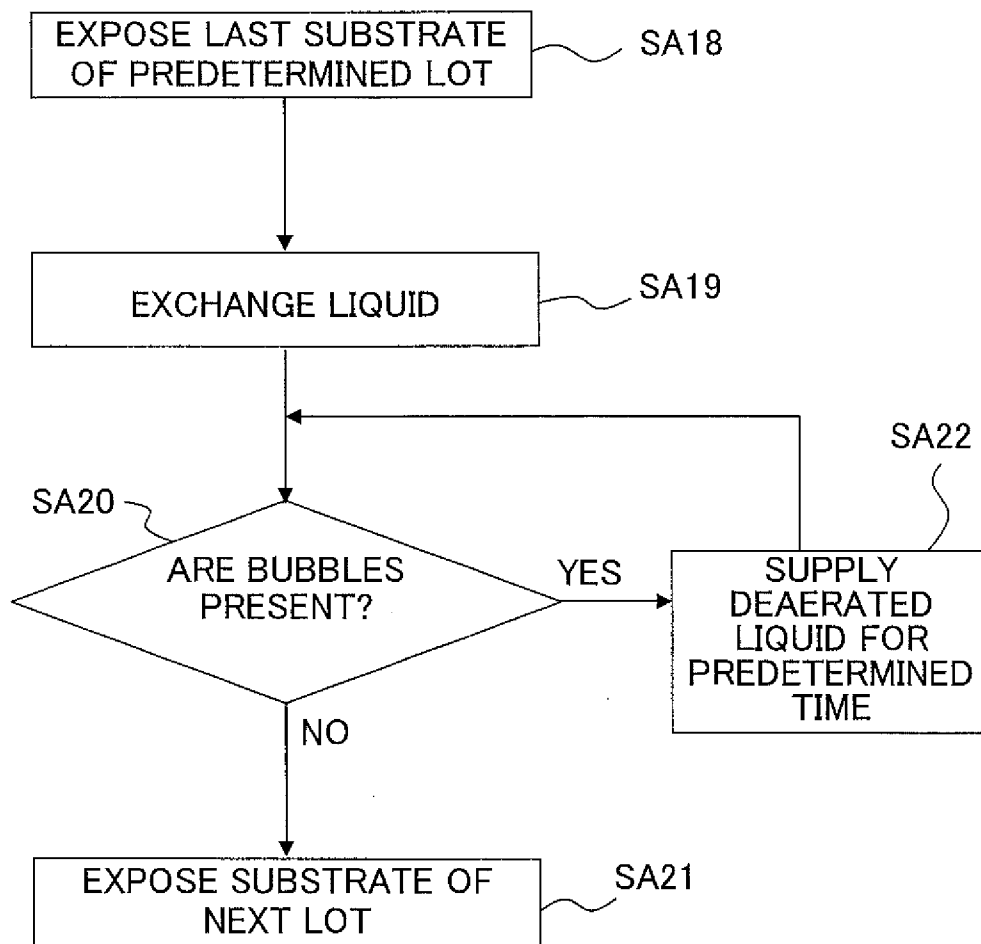 EXPOSE LAST SUBSTRATE
OF PREDETERMINED LOT
SA18
EXCHANGE LIQUID
SA19
SA22
SA20
ARE BUBBLES
PRESENT?
YES
SUPPLY
DEAERATED
LIQUID FOR
PREDETERMINED
TIME
NO
EXPOSE SUBSTRATE OF
NEXT LOT
SA21